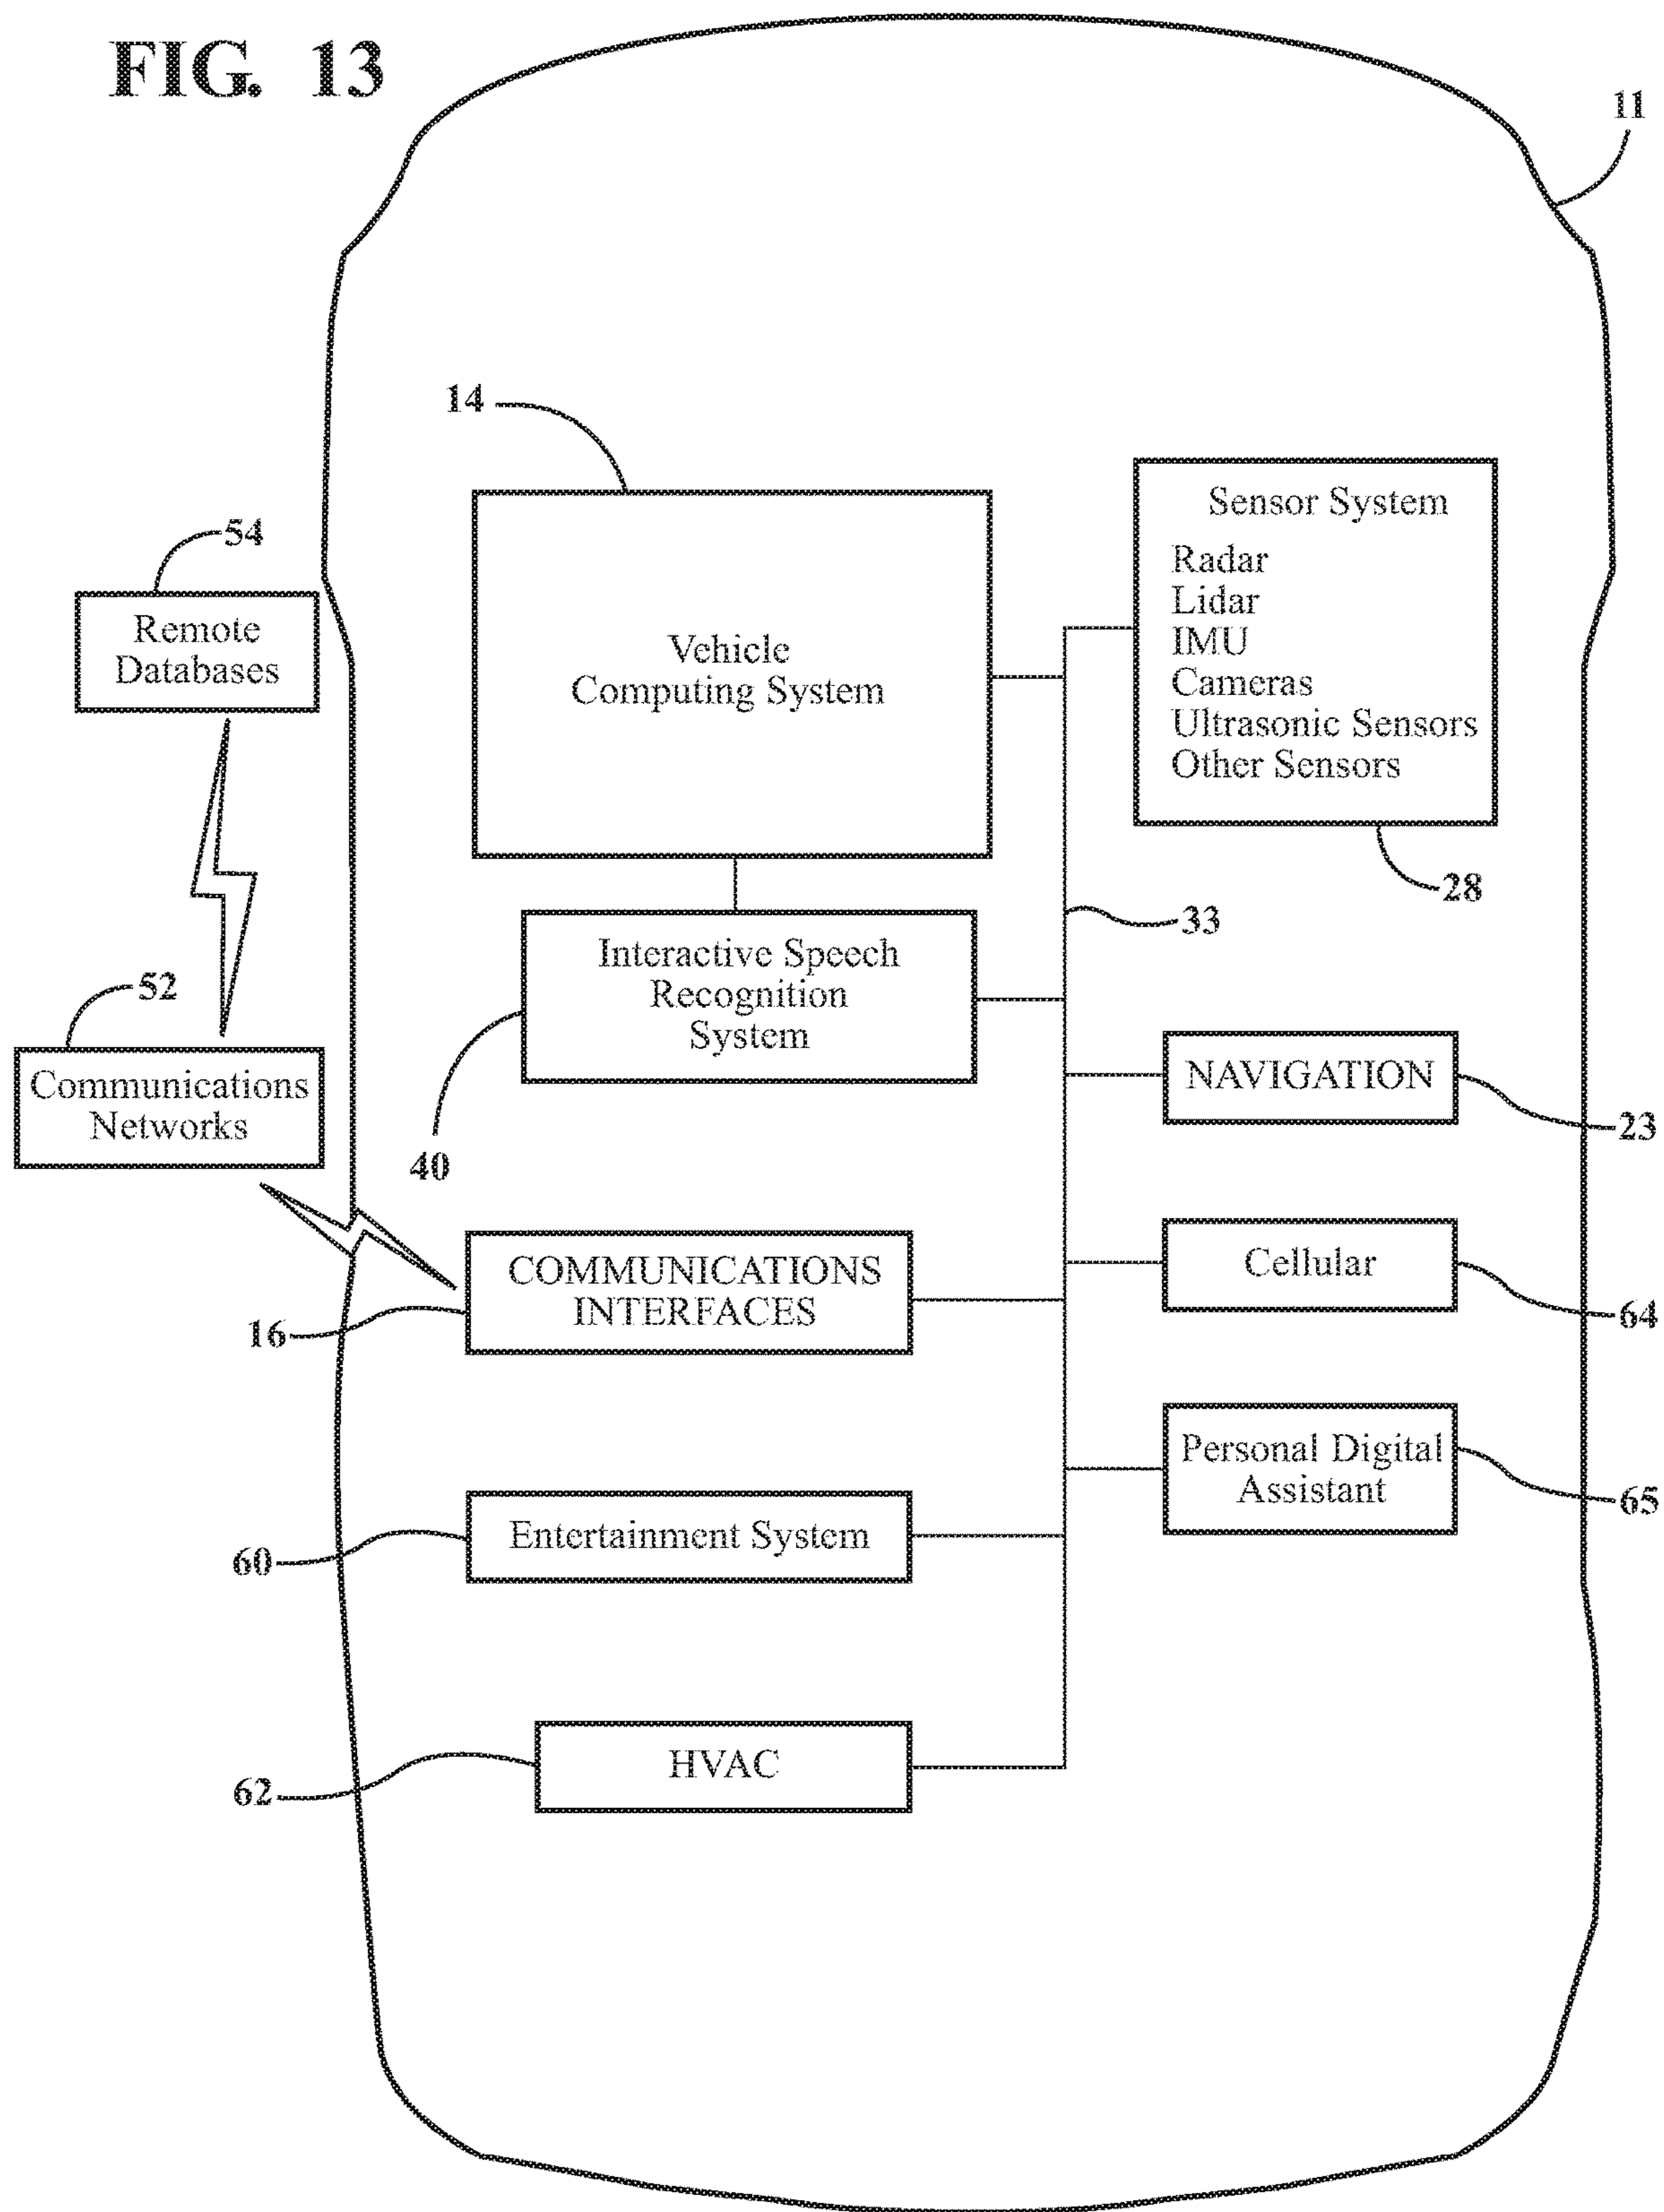 FIG. 13
11
14
Sensor System
Radar
Lidar
IMU
Cameras
Ultrasonic Sensors
Other Sensors
28
54
Remote
Databases
Vehicle
Computing System
33
Interactive Speech
Recognition
System
40
52
Communications
Networks
NAVIGATION
23
COMMUNICATIONS
INTERFACES
16
Cellular
64
Personal Digital
Assistant
65
Entertainment System
60
HVAC
62